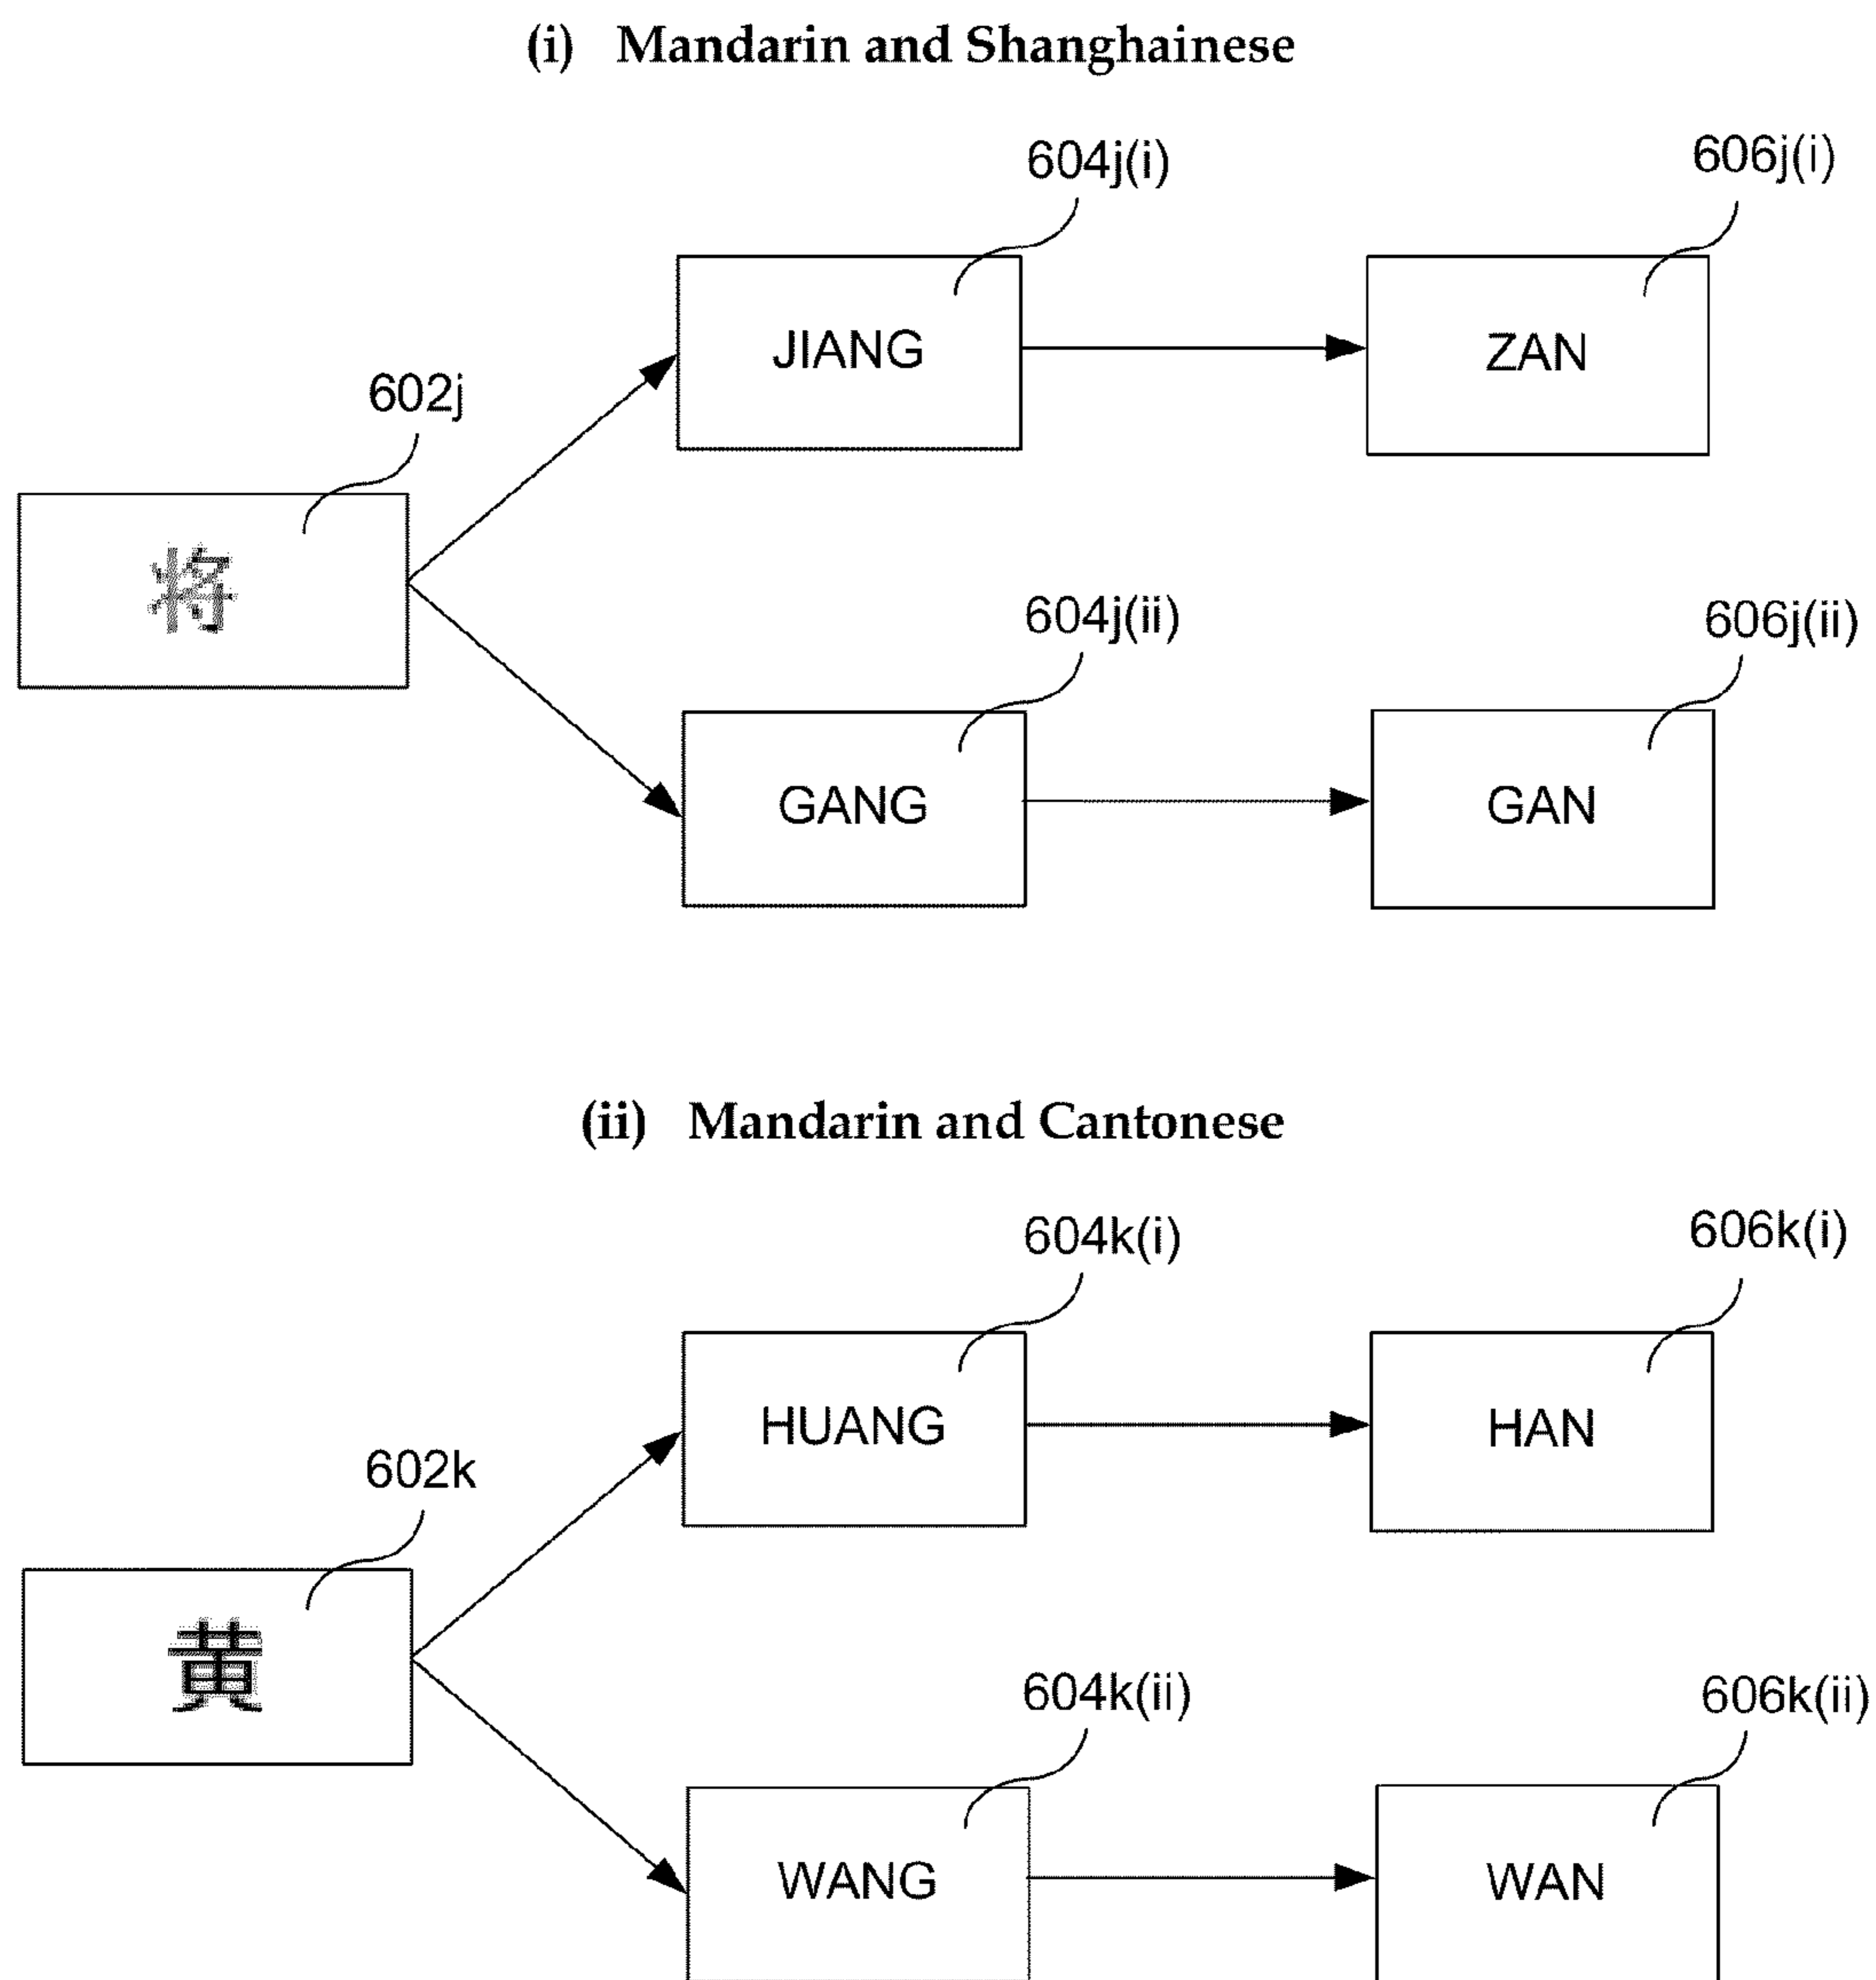 (i) Mandarin and Shanghainese
604j(i)
606j(i)
JIANG
ZAN
602j
将
604j(ii)
606j(ii)
GANG
GAN
(ii) Mandarin and Cantonese
604k(i)
606k(i)
HUANG
HAN
602k
黄
604k(ii)
606k(ii)
WANG
WAN